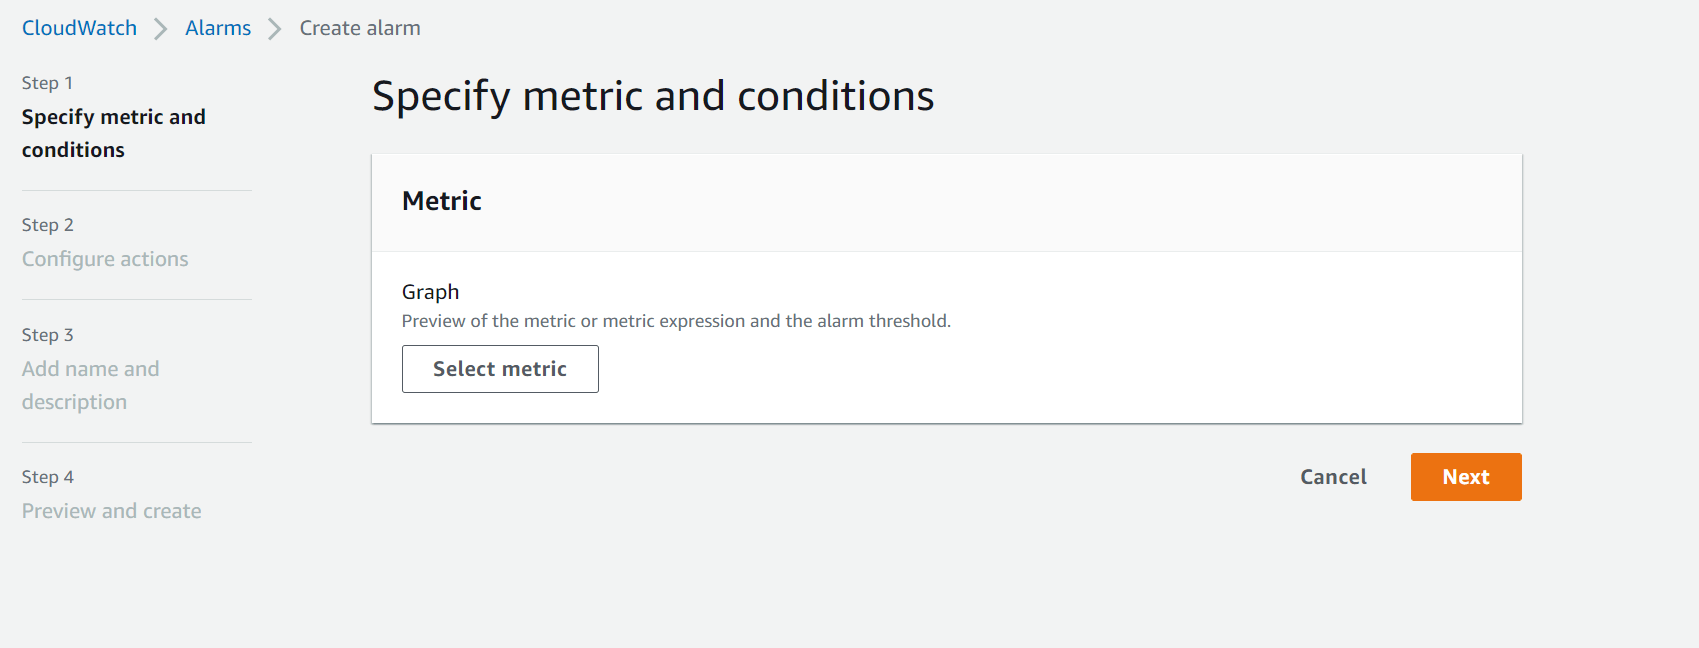 CloudWatch > Alarms > Create alarm
Step 1
Specify metric and
conditions
Step 2
Configure actions
Step 3
Add name and
description
Step 4
Preview and create
Specify metric and conditions
Metric
Graph
Preview of the metric or metric expression and the alarm threshold.
Select metric
Cancel Next